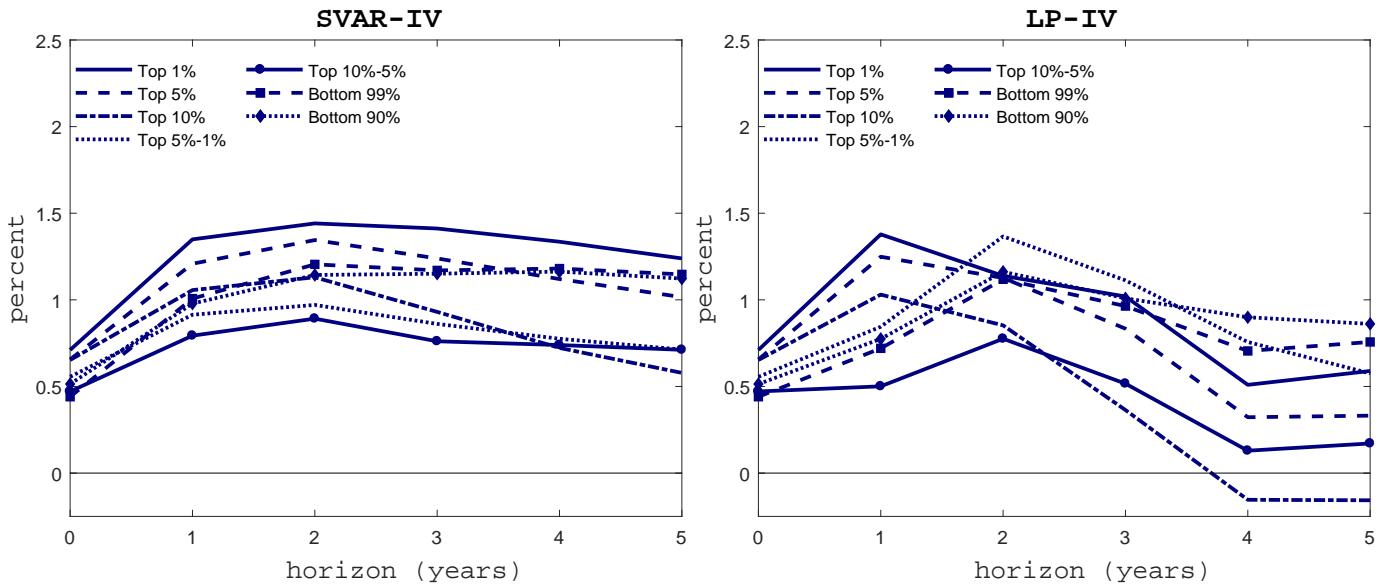 SVAR-IV
2.5
2
1.5
1
0.5
0
percent
Top 1%
Top 5%
Top 10%
Top 5%-1%
Top 10%-5%
Bottom 99%
Bottom 90%
0 1 2 3 4 5
horizon (years)
LP-IV
2.5
2
1.5
1
0.5
0
percent
Top 1%
Top 5%
Top 10%
Top 5%-1%
Top 10%-5%
Bottom 99%
Bottom 90%
0 1 2 3 4 5
horizon (years)